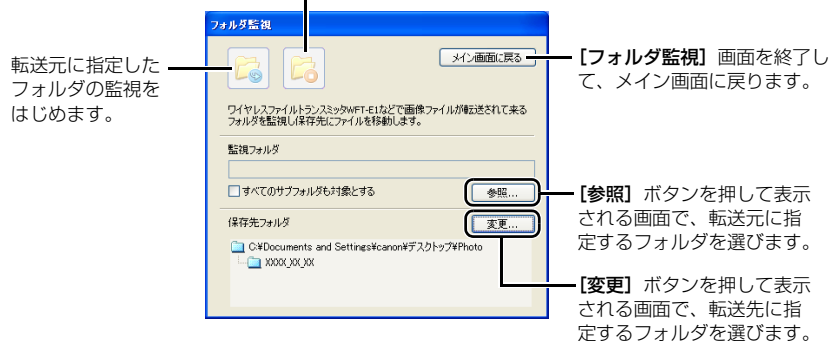 フォルダ監視
転送元に指定した
フォルダの監視を
はじめます。
メイン画面に戻る
[フォルダ監視] 画面を終了し
て、メイン画面に戻ります。
ワイヤレスファイルトランスミッタWFT-E1などで画像ファイルが転送されて来る
フォルダを監視し保存先にファイルを移動します。
監視フォルダ
すべてのサブフォルダも対象とする
参照...
[参照] ボタンを押して表示
される画面で、転送元に指
定するフォルダを選びます。
保存先フォルダ
変更...
C:¥Documents and Settings¥canon¥デスクトップ¥Photo
XXXX_XX_XX
[変更] ボタンを押して表示
される画面で、転送先に指
定するフォルダを選びます。